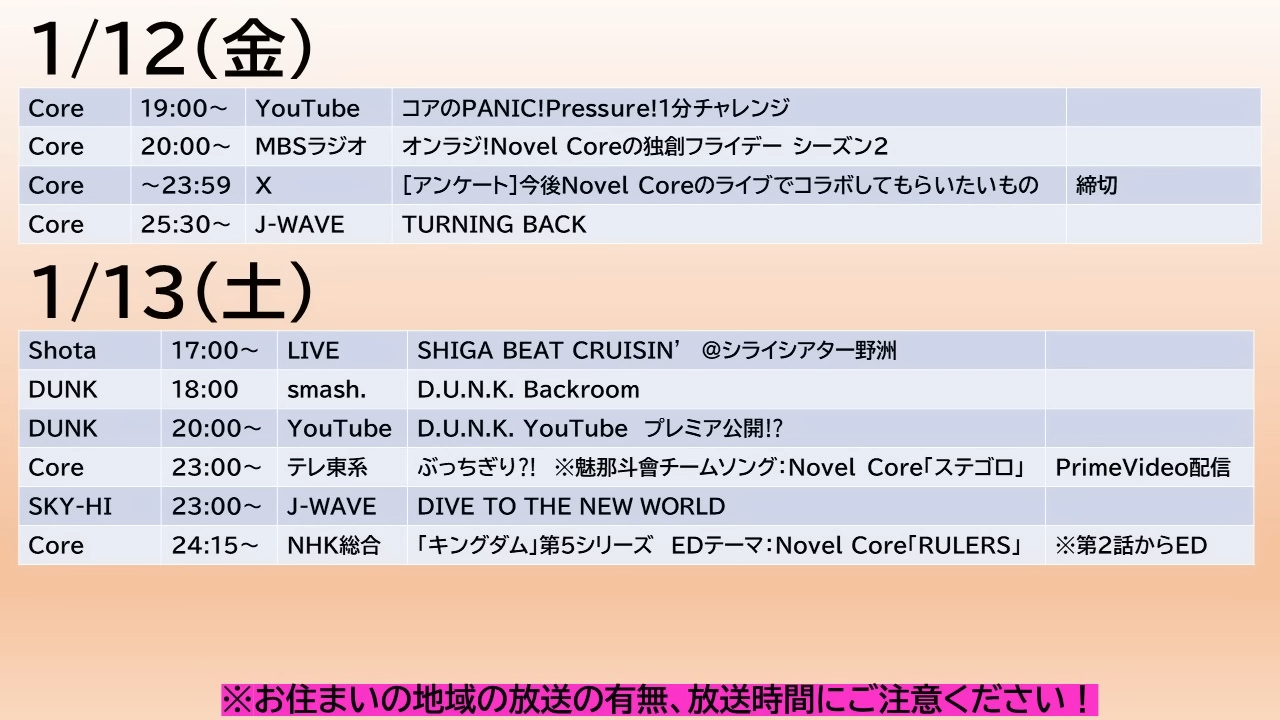 1/12(金)
Core 19:00～ YouTube コアのPANIC!Pressure!1分チャレンジ
Core 20:00～ MBSラジオ オンラジ!Novel Coreの独創フライデー シーズン2
Core ～23:59 X [アンケート]今後Novel Coreのライブでコラボしてもらいたいもの 締切
Core 25:30～ J-WAVE TURNING BACK
1/13(土)
Shota 17:00～ LIVE SHIGA BEAT CRUISIN’ @シライシアター野洲
DUNK 18:00 smash. D.U.N.K. Backroom
DUNK 20:00～ YouTube D.U.N.K. YouTube プレミア公開!?
Core 23:00～ テレ東系 ぶっちぎり?! ※魅那斗會チームソング:Novel Core「ステゴロ」 PrimeVideo配信
SKY-HI 23:00～ J-WAVE DIVE TO THE NEW WORLD
Core 24:15～ NHK総合 「キングダム」第5シリーズ EDテーマ:Novel Core「RULERS」 ※第2話からED
※お住まいの地域の放送の有無、放送時間にご注意ください！